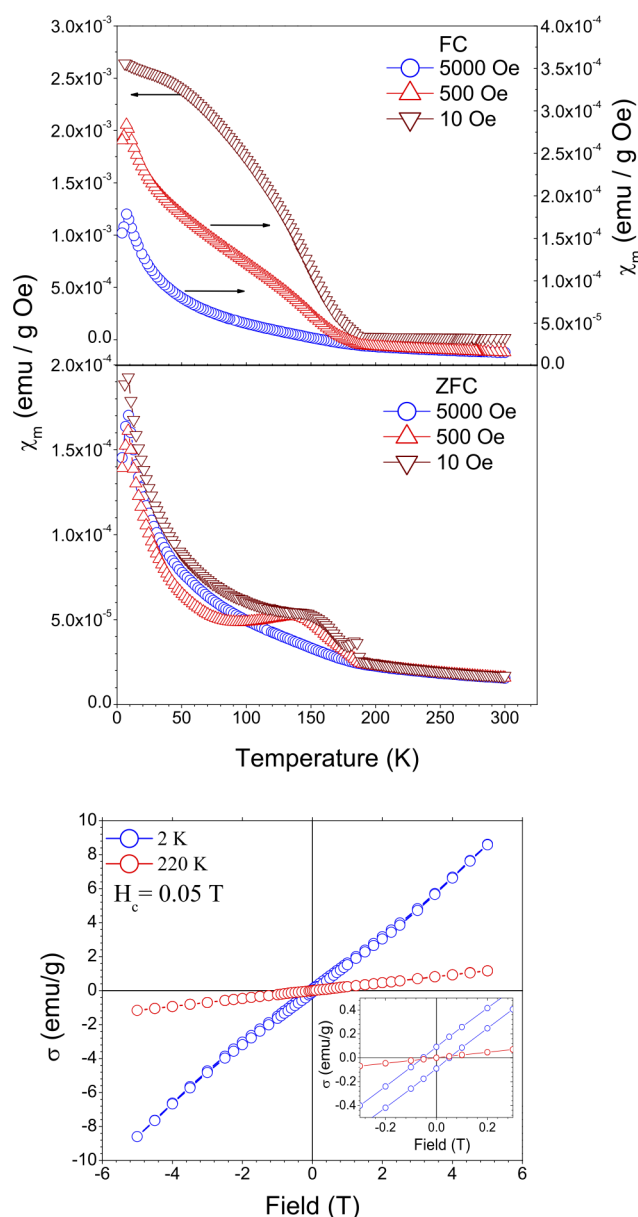 FC
5000 Oe
500 Oe
10 Oe
3.0x10⁻³
2.5x10⁻³
2.0x10⁻³
1.5x10⁻³
1.0x10⁻³
5.0x10⁻⁴
0.0
4.0x10⁻⁴
3.5x10⁻⁴
3.0x10⁻⁴
2.5x10⁻⁴
2.0x10⁻⁴
1.5x10⁻⁴
1.0x10⁻⁴
5.0x10⁻⁵
0.0
χm (emu / g Oe)
χm (emu / g Oe)
ZFC
5000 Oe
500 Oe
10 Oe
2.0x10⁻⁴
1.5x10⁻⁴
1.0x10⁻⁴
5.0x10⁻⁵
0.0
0 50 100 150 200 250 300
Temperature (K)
2 K
220 K
Hc= 0.05 T
10
8
6
4
2
0
-2
-4
-6
-8
-10
σ (emu/g)
-6 -4 -2 0 2 4 6
Field (T)
0.4
0.2
0.0
-0.2
-0.4
σ (emu/g)
-0.2 0.0 0.2
Field (T)